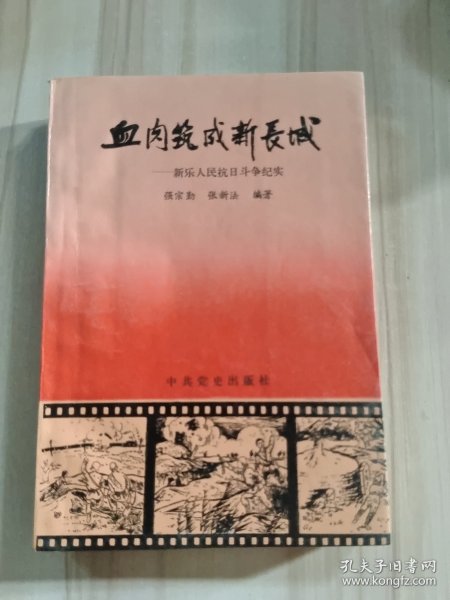 血肉筑成新長城
——新乐人民抗日斗争纪实
强宗勤 张新法 编著
中共党史出版社
孔夫子旧书网
www.kongfz.com